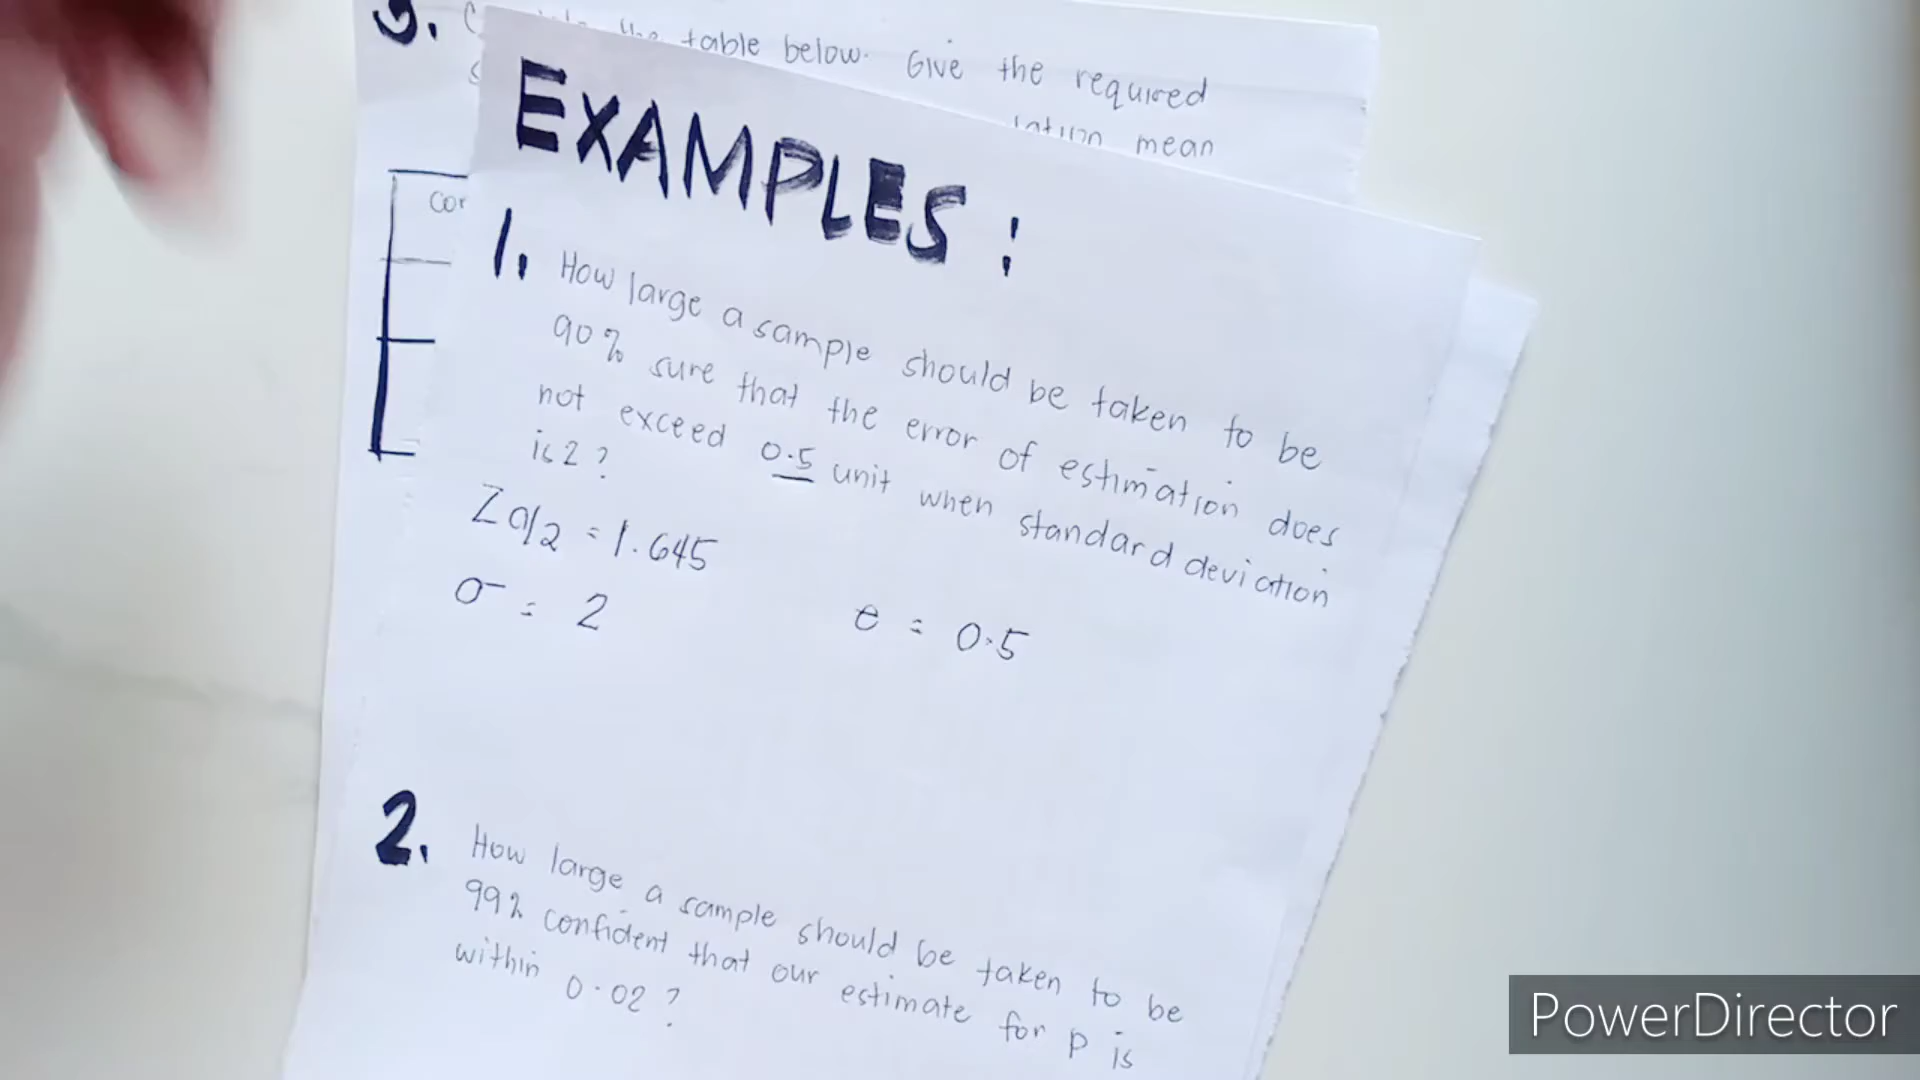 3. the table below. Give the required
mean
EXAMPLES :
1. How large a sample should be taken to be
90% sure that the error of estimation does
not exceed 0.5 unit when standard deviation
is 2 ?
Za/2 = 1.645
σ = 2 e = 0.5
2. How large a sample should be taken to be
99% confident that our estimate for p is
within 0.02 ?
PowerDirector